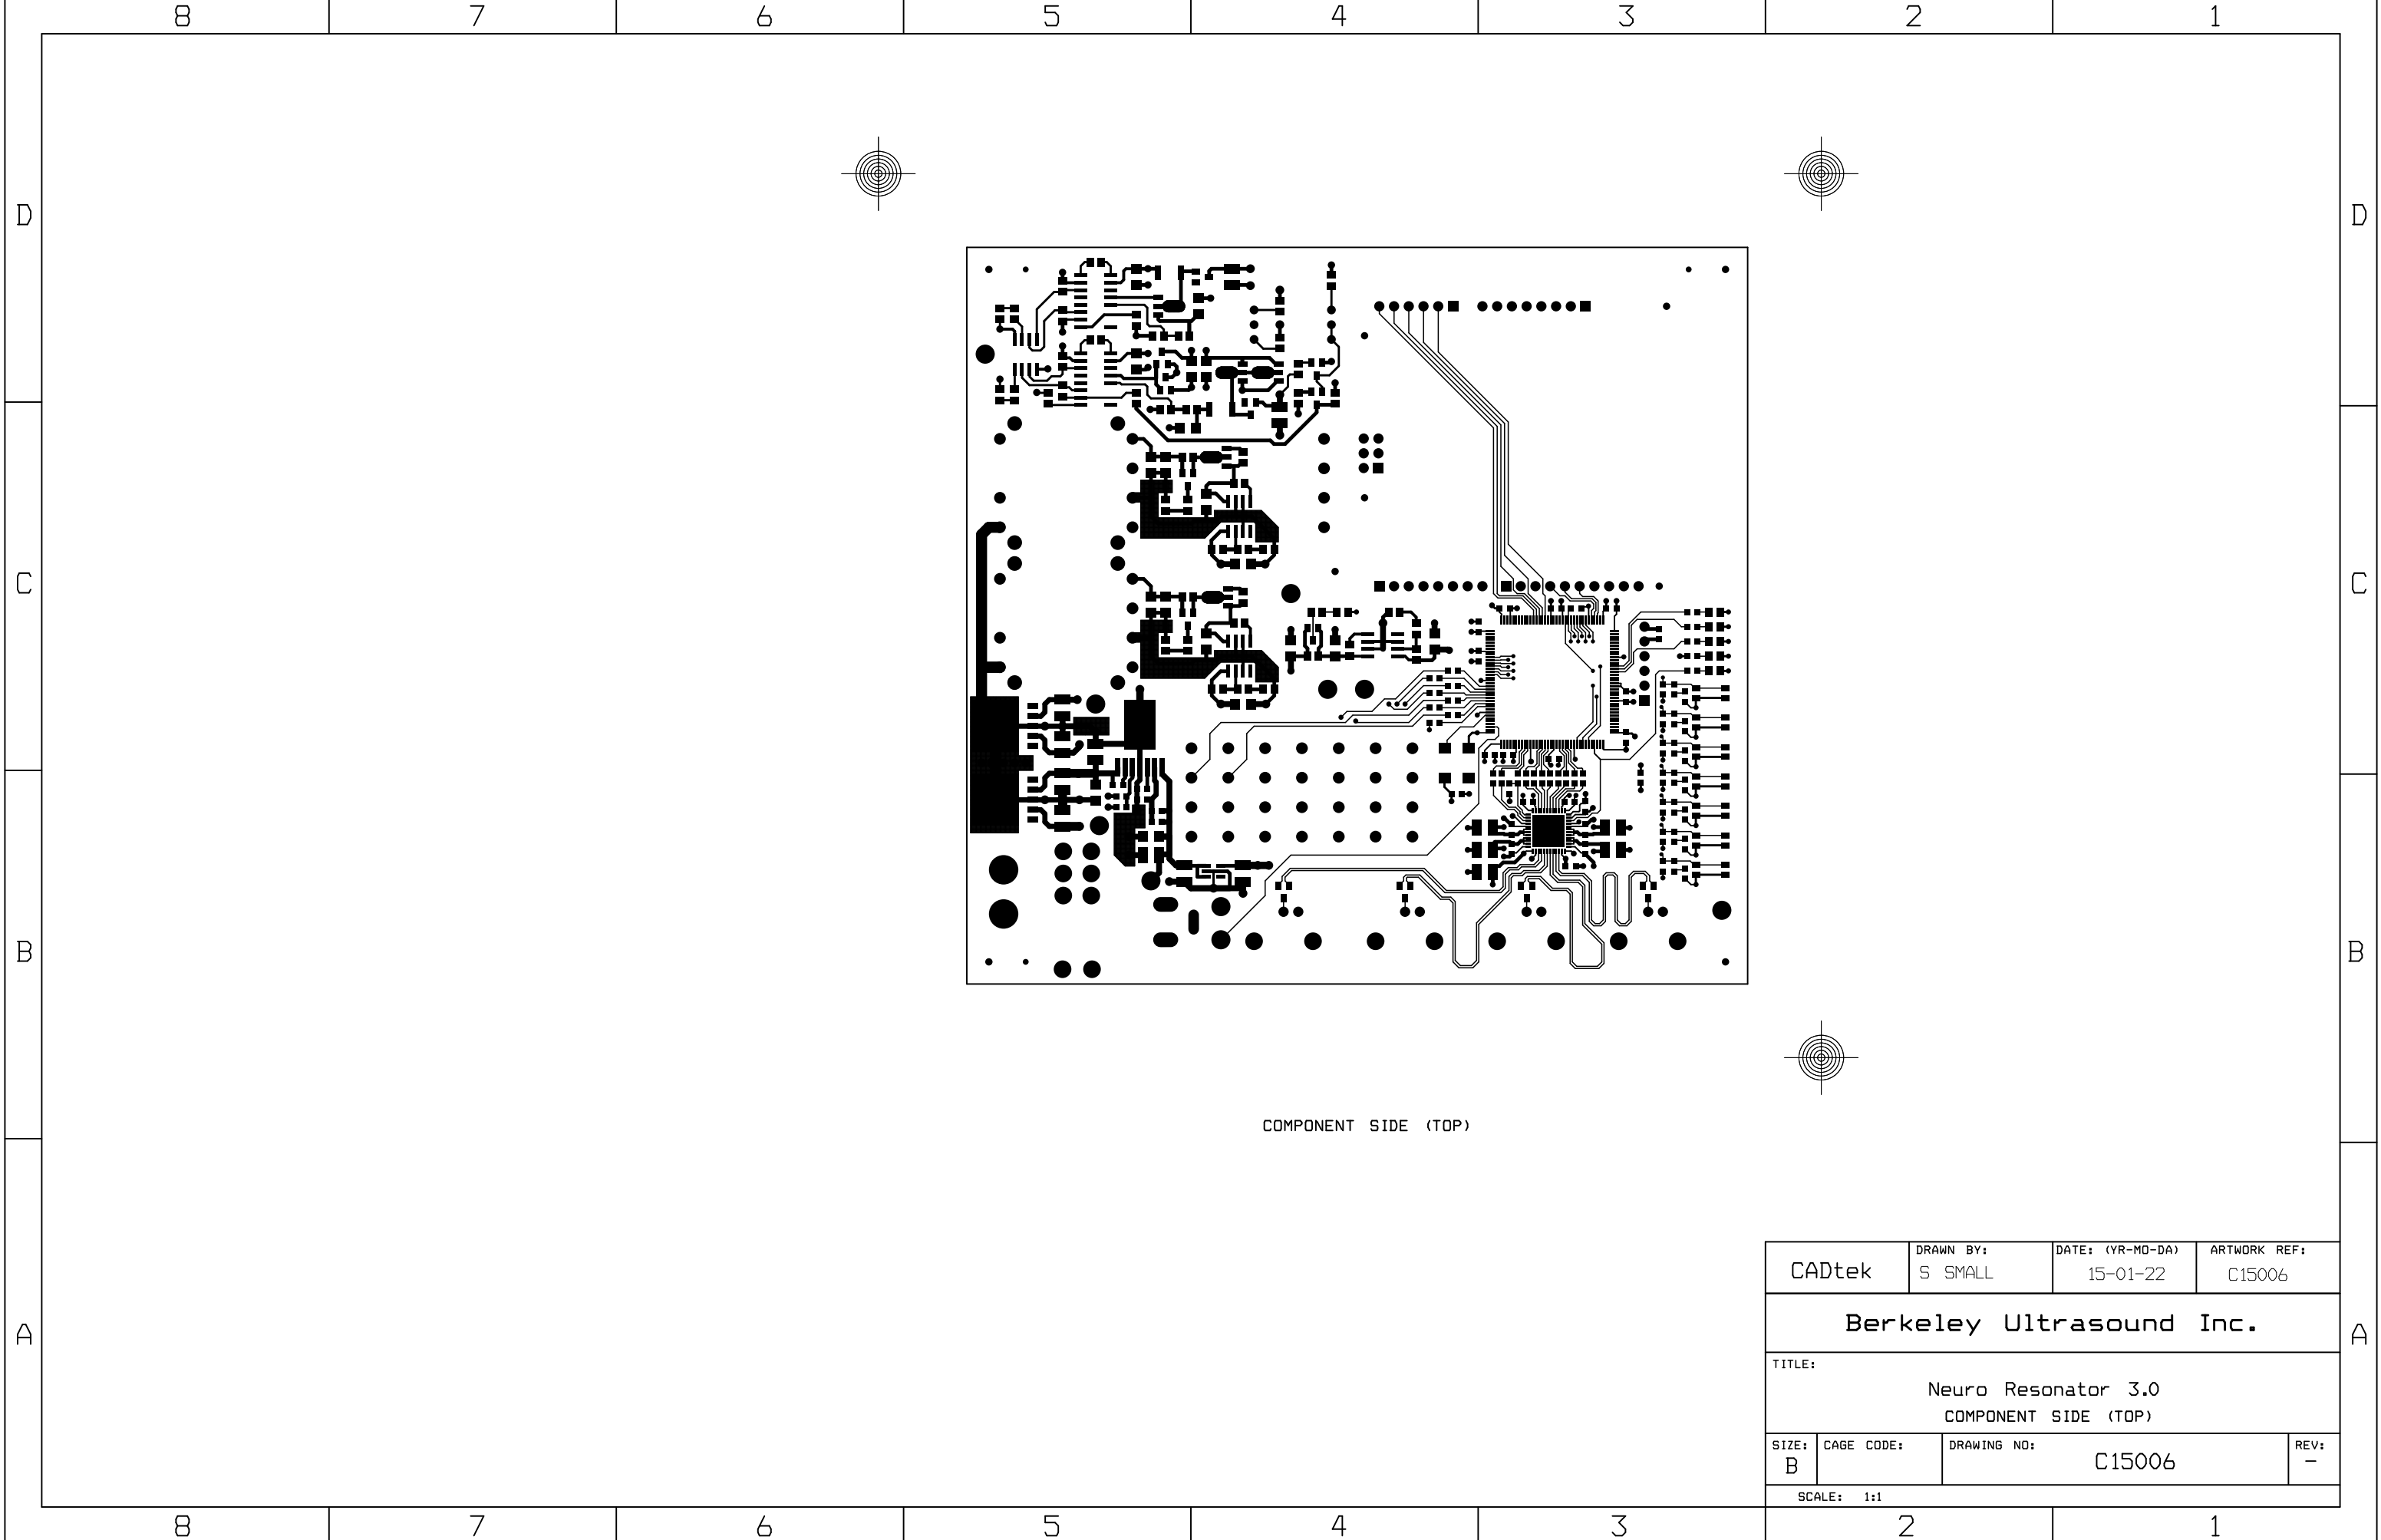 8 7 6 5 4 3 2 1
D D
C C
B B
A A
COMPONENT SIDE (TOP)
CADtek
DRAWN BY:
S SMALL
DATE: (YR-MO-DA)
15-01-22
ARTWORK REF:
C15006
Berkeley Ultrasound Inc.
TITLE:
Neuro Resonator 3.0
COMPONENT SIDE (TOP)
SIZE:
B
CAGE CODE:
DRAWING NO:
C15006
REV:
-
SCALE: 1:1
8 7 6 5 4 3 2 1